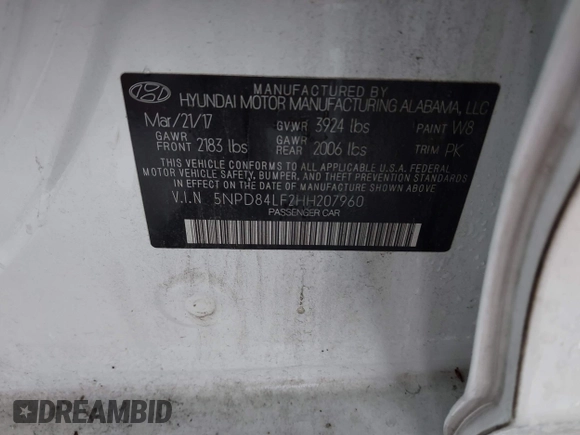 MANUFACTURED BY
HYUNDAI MOTOR MANUFACTURING ALABAMA, LLC
Mar/21/17 GVWR 3924 lbs PAINT W8
GAWR FRONT 2183 lbs GAWR REAR 2006 lbs TRIM PK
THIS VEHICLE CONFORMS TO ALL APPLICABLE U.S.A. FEDERAL
MOTOR VEHICLE SAFETY, BUMPER, AND THEFT PREVENTION STANDARDS
IN EFFECT ON THE DATE OF MANUFACTURE SHOWN ABOVE.
V.I.N 5NPD84LF2HH207960
PASSENGER CAR
DREAMBID